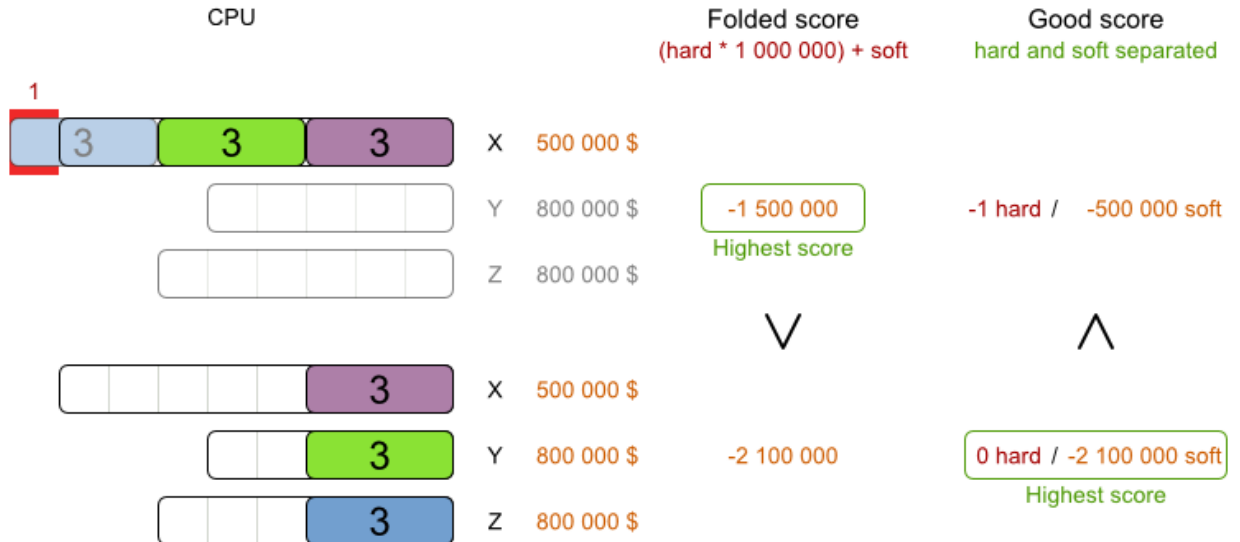 CPU Folded score Good score
(hard * 1 000 000) + soft hard and soft separated
1
3 3 3 X 500 000 $
Y 800 000 $ -1 500 000 -1 hard / -500 000 soft
Highest score
Z 800 000 $
> <
3 X 500 000 $
3 Y 800 000 $ -2 100 000 0 hard / -2 100 000 soft
Highest score
3 Z 800 000 $